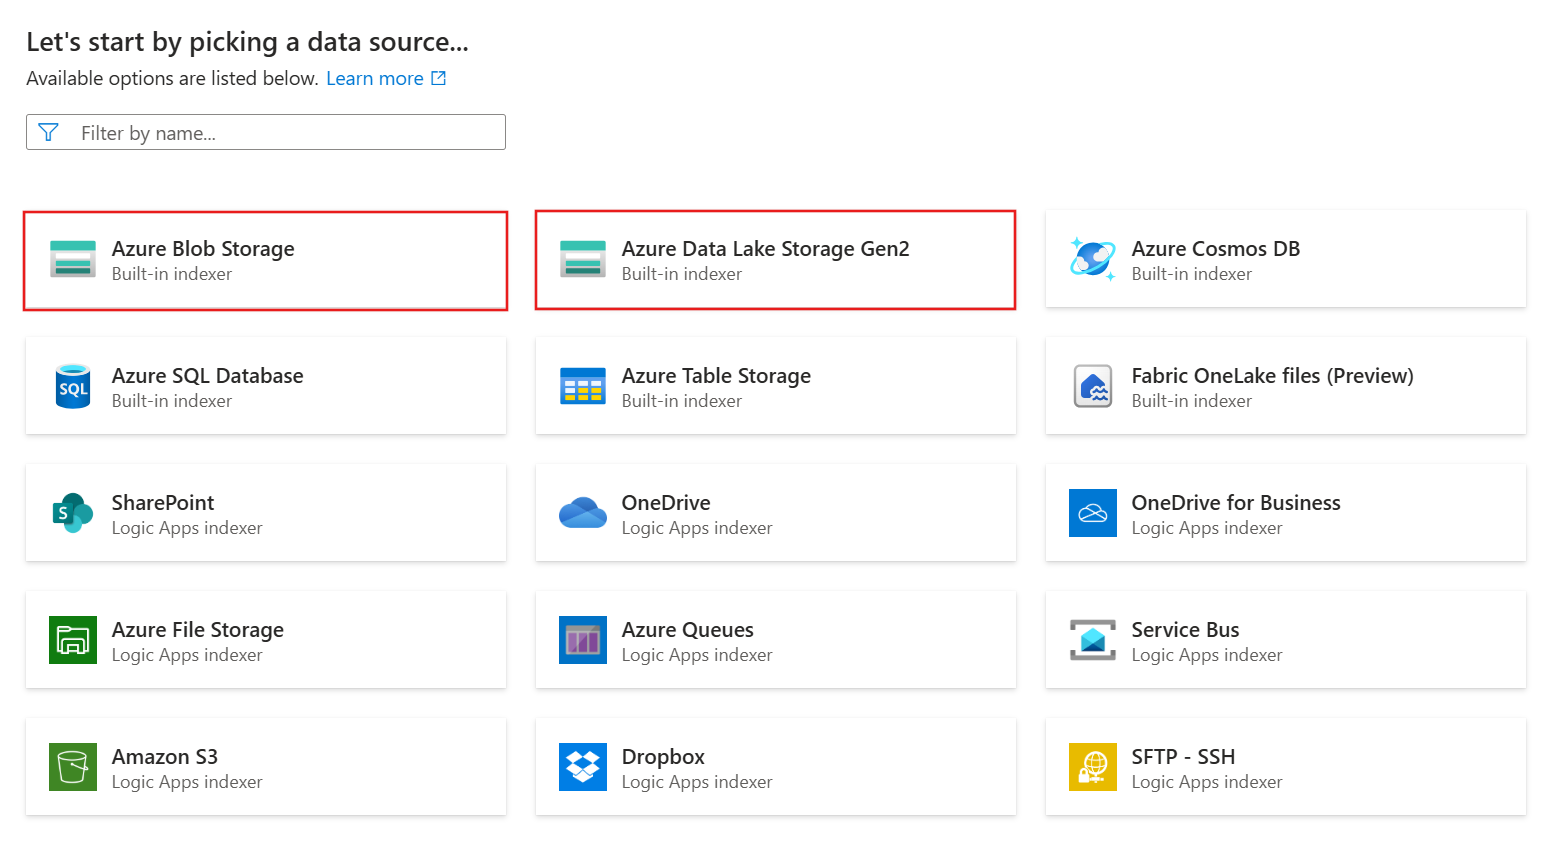 Let's start by picking a data source...
Available options are listed below. Learn more
Filter by name...
Azure Blob Storage
Built-in indexer
Azure Data Lake Storage Gen2
Built-in indexer
Azure Cosmos DB
Built-in indexer
SQL
Azure SQL Database
Built-in indexer
Azure Table Storage
Built-in indexer
Fabric OneLake files (Preview)
Built-in indexer
S
SharePoint
Logic Apps indexer
OneDrive
Logic Apps indexer
OneDrive for Business
Logic Apps indexer
Azure File Storage
Logic Apps indexer
Azure Queues
Logic Apps indexer
Service Bus
Logic Apps indexer
Amazon S3
Logic Apps indexer
Dropbox
Logic Apps indexer
SFTP - SSH
Logic Apps indexer